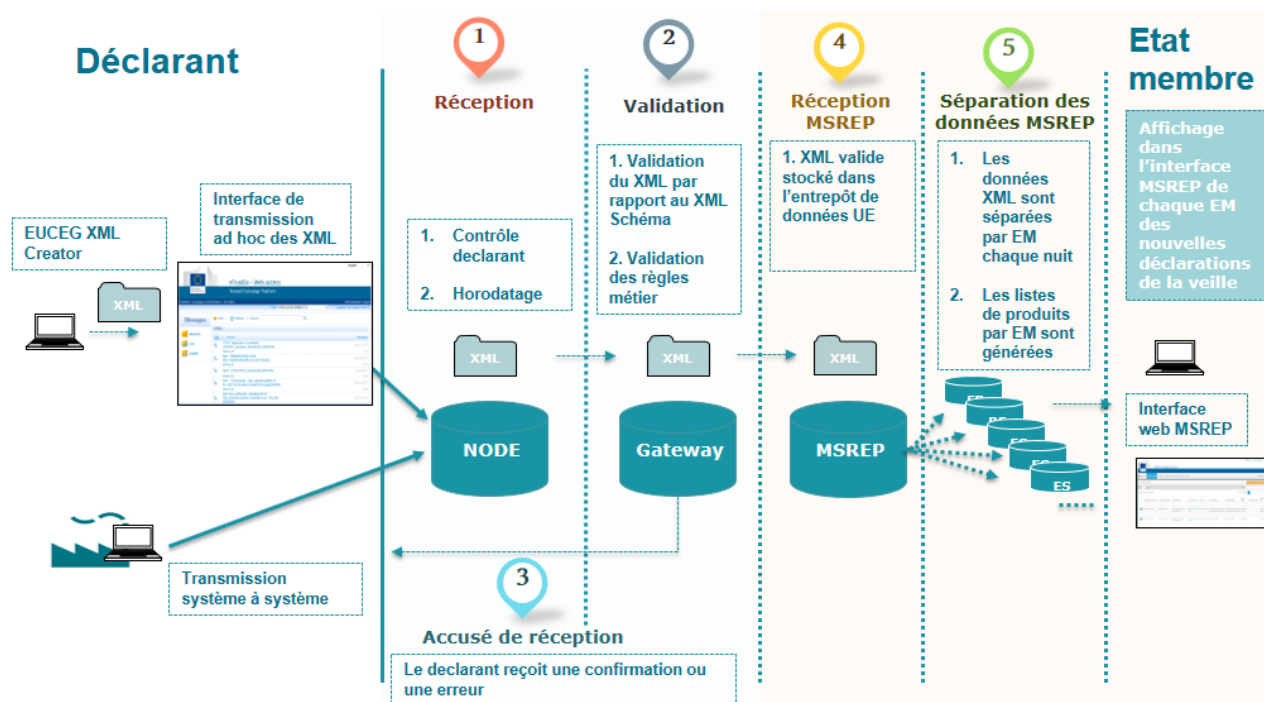 Déclarant
1
2
4
5
Réception
Validation
Réception
MSREP
Séparation des
données MSREP
Etat
membre
EUCEG XML
Creator
XML
Interface de
transmission
ad hoc des XML
eTrustEx - Web access
1. Contrôle
declarant
2. Horodatage
1. Validation
du XML par
rapport au XML
Schéma
2. Validation
des règles
métier
1. XML valide
stocké dans
l'entrepôt de
données UE
1. Les
données
XML sont
séparées
par EM
chaque nuit
2. Les listes
de produits
par EM sont
générées
Affichage
dans
l'interface
MSREP de
chaque EM
des
nouvelles
déclarations
de la veille
XML
XML
XML
NODE
Gateway
MSREP
ES
Interface
web MSREP
Transmission
système à système
3
Accusé de réception
Le declarant reçoit une confirmation ou
une erreur